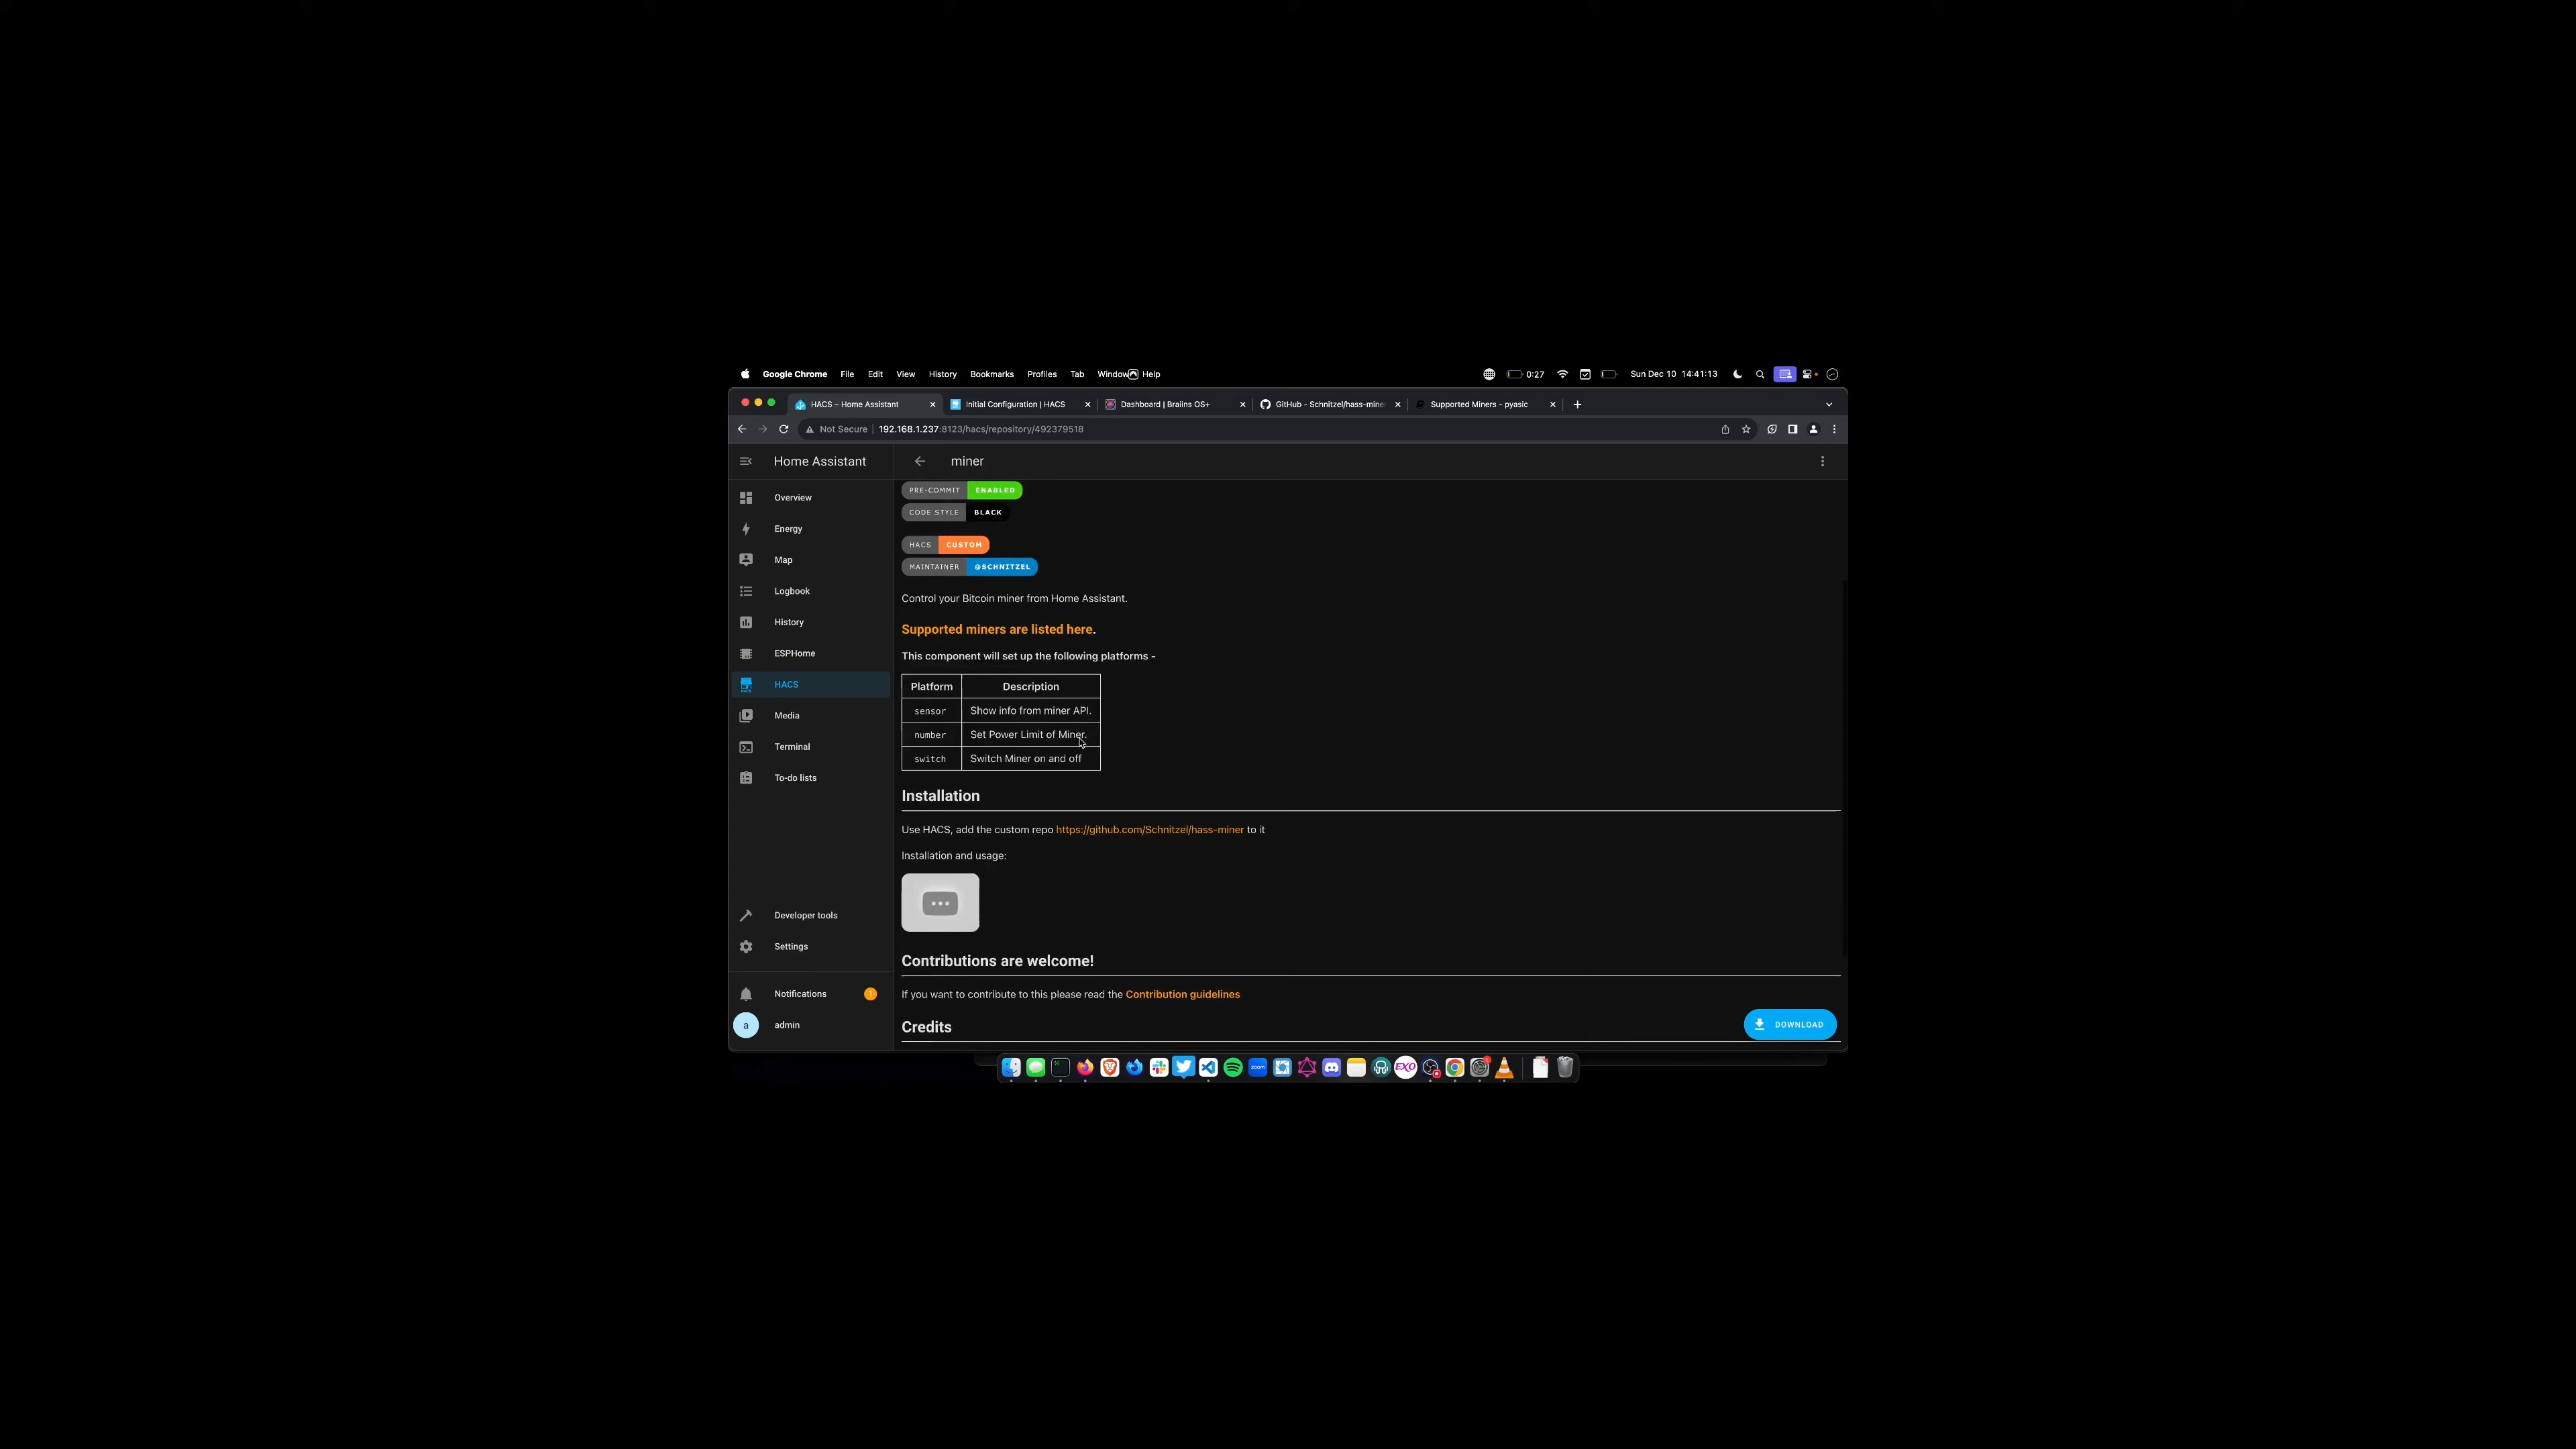 Google Chrome File Edit View History Bookmarks Profiles Tab Window Help 0:27 Sun Dec 10 14:41:13
HACS – Home Assistant Initial Configuration | HACS Dashboard | Braiins OS+ GitHub - Schnitzel/hass-miner Supported Miners - pyasic
Not Secure 192.168.1.237:8123/hacs/repository/492379518
Home Assistant
miner
Overview
Energy
Map
Logbook
History
ESPHome
HACS
Media
Terminal
To-do lists
Developer tools
Settings
Notifications 1
a admin
PRE-COMMIT ENABLED
CODE STYLE BLACK
HACS CUSTOM
MAINTAINER @SCHNITZEL
Control your Bitcoin miner from Home Assistant.
Supported miners are listed here.
This component will set up the following platforms -
Platform Description
sensor Show info from miner API.
number Set Power Limit of Miner.
switch Switch Miner on and off
Installation
Use HACS, add the custom repo https://github.com/Schnitzel/hass-miner to it
Installation and usage:
Contributions are welcome!
If you want to contribute to this please read the Contribution guidelines
Credits
DOWNLOAD
zoom
EXO